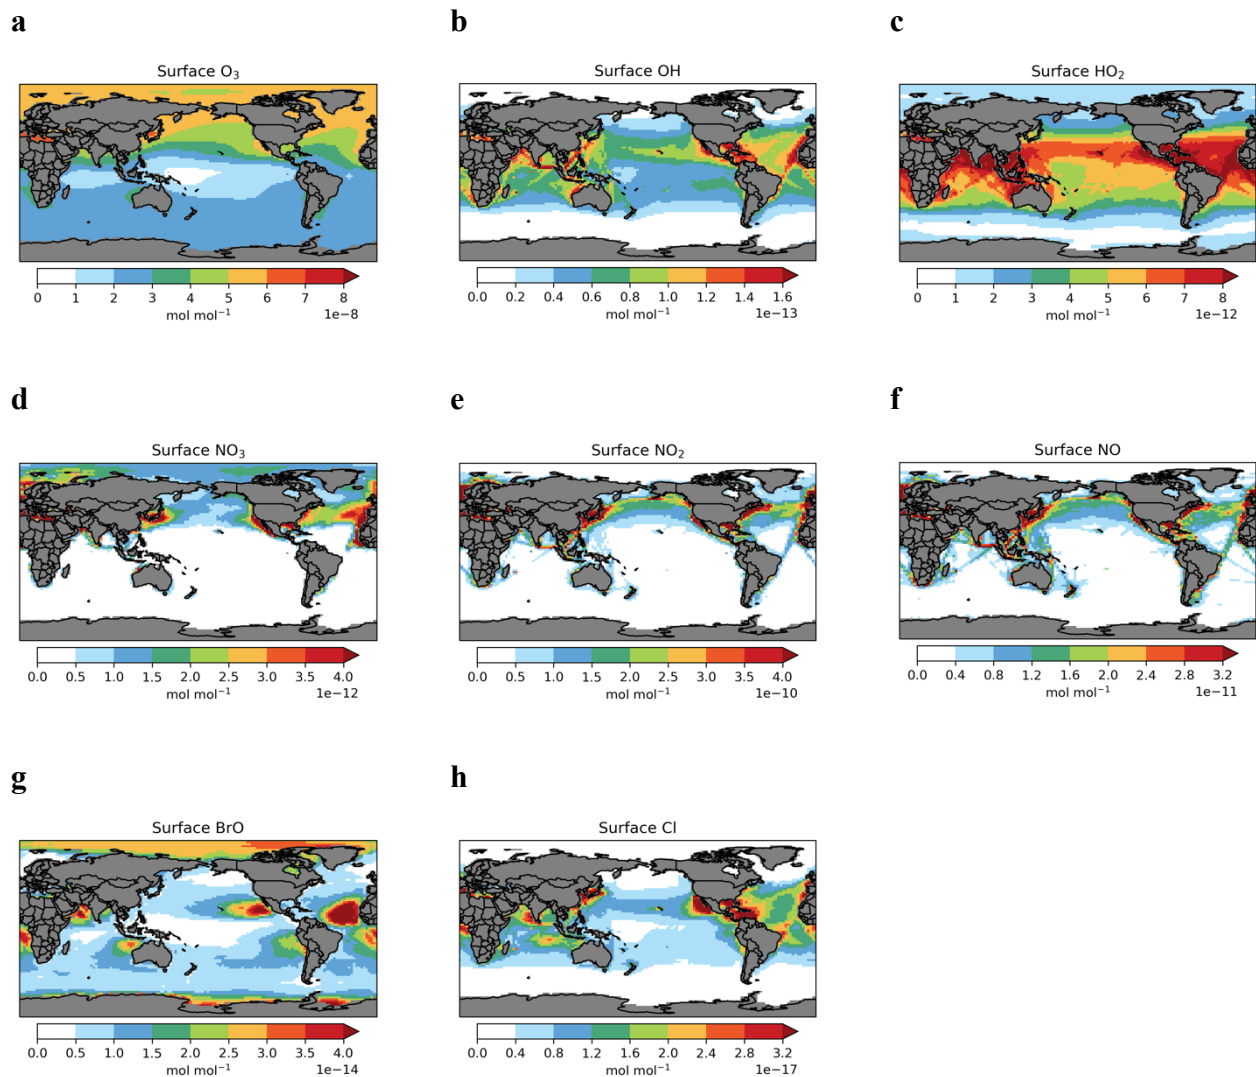 a
b
c
Surface O₃
Surface OH
Surface HO₂
0 1 2 3 4 5 6 7 8
mol mol⁻¹ 1e−8
0.0 0.2 0.4 0.6 0.8 1.0 1.2 1.4 1.6
mol mol⁻¹ 1e−13
0 1 2 3 4 5 6 7 8
mol mol⁻¹ 1e−12
d
e
f
Surface NO₃
Surface NO₂
Surface NO
0.0 0.5 1.0 1.5 2.0 2.5 3.0 3.5 4.0
mol mol⁻¹ 1e−12
0.0 0.5 1.0 1.5 2.0 2.5 3.0 3.5 4.0
mol mol⁻¹ 1e−10
0.0 0.4 0.8 1.2 1.6 2.0 2.4 2.8 3.2
mol mol⁻¹ 1e−11
g
h
Surface BrO
Surface Cl
0.0 0.5 1.0 1.5 2.0 2.5 3.0 3.5 4.0
mol mol⁻¹ 1e−14
0.0 0.4 0.8 1.2 1.6 2.0 2.4 2.8 3.2
mol mol⁻¹ 1e−17